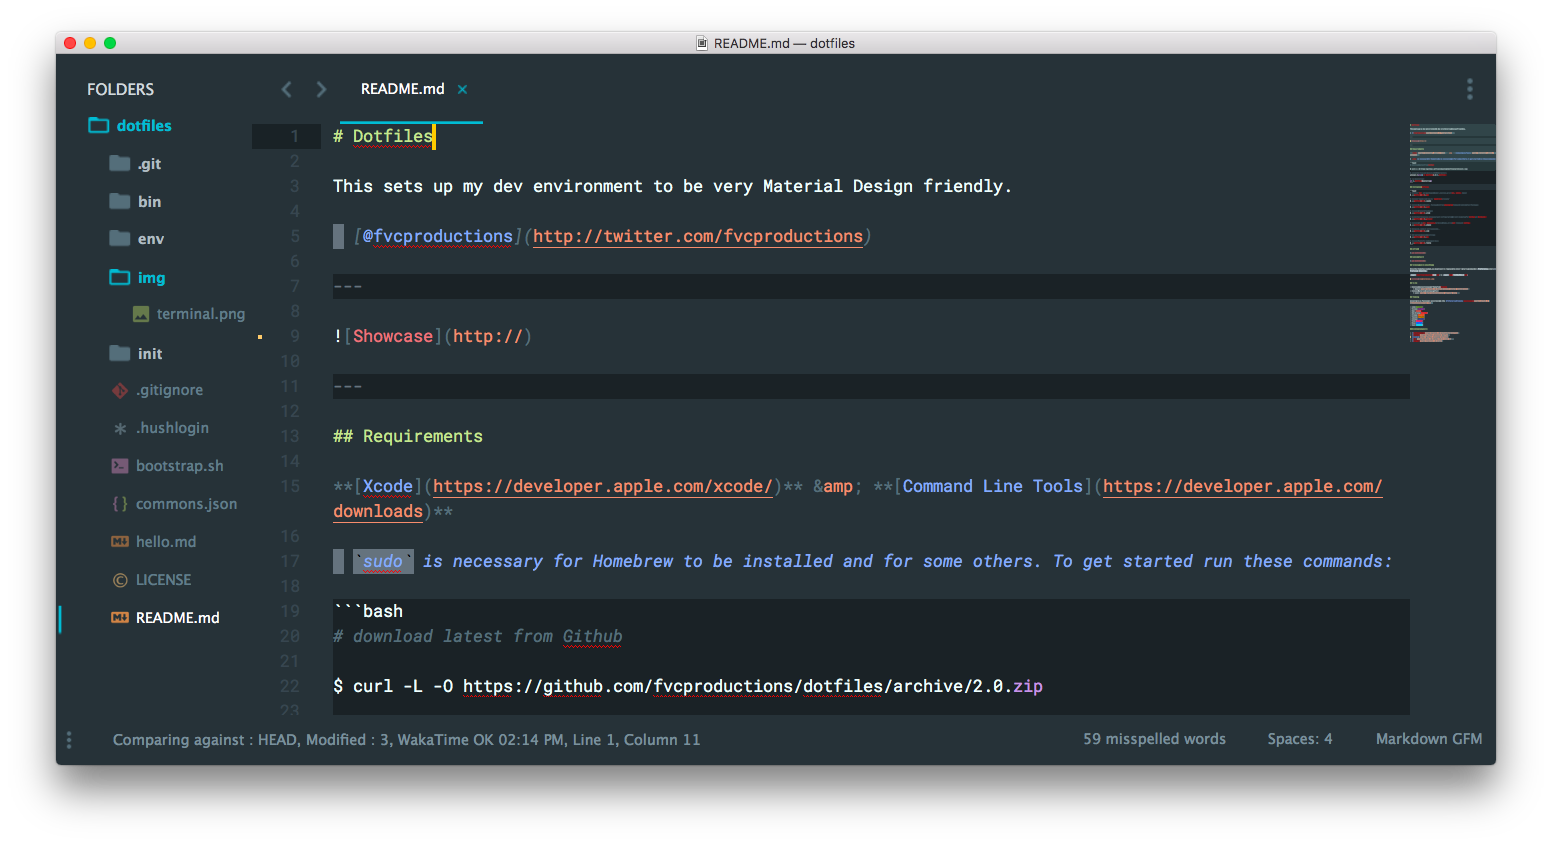 README.md — dotfiles
FOLDERS
dotfiles
.git
bin
env
img
terminal.png
init
.gitignore
.hushlogin
bootstrap.sh
commons.json
hello.md
LICENSE
README.md
README.md ×
1 # Dotfiles
2
3 This sets up my dev environment to be very Material Design friendly.
4
5 [@fvcproductions](http://twitter.com/fvcproductions)
6
7 ---
8
9 ![Showcase](http://)
10
11 ---
12
13 ## Requirements
14
15 **[Xcode](https://developer.apple.com/xcode/)** &amp; **[Command Line Tools](https://developer.apple.com/
downloads)**
16
17 `sudo` is necessary for Homebrew to be installed and for some others. To get started run these commands:
18
19 ```bash
20 # download latest from Github
21
22 $ curl -L -O https://github.com/fvcproductions/dotfiles/archive/2.0.zip
23
Comparing against : HEAD, Modified : 3, WakaTime OK 02:14 PM, Line 1, Column 11
59 misspelled words
Spaces: 4
Markdown GFM